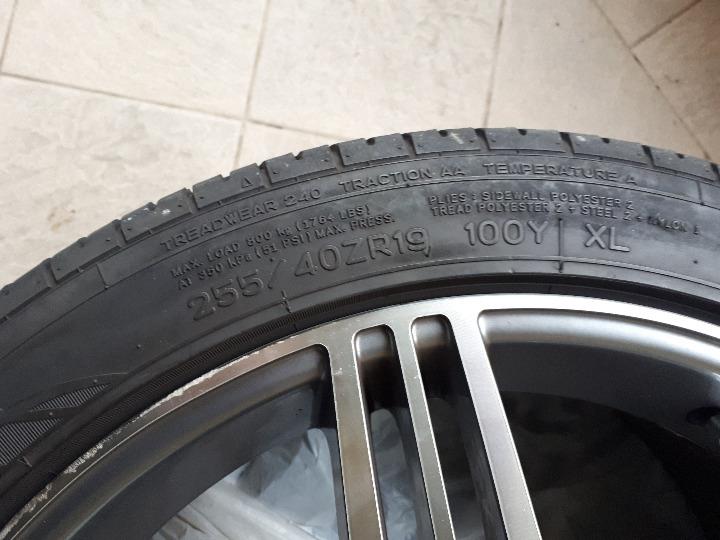 Δ
TREADWEAR 240 TRACTION AA TEMPERATURE A
MAX. LOAD 800 kg (1764 LBS)
AT 350 KPa (51 PSI) MAX. PRESS.
PLIES : SIDEWALL POLYESTER 2
TREAD POLYESTER 2 + STEEL 2 + NYLON 1
255/40ZR19 100Y XL